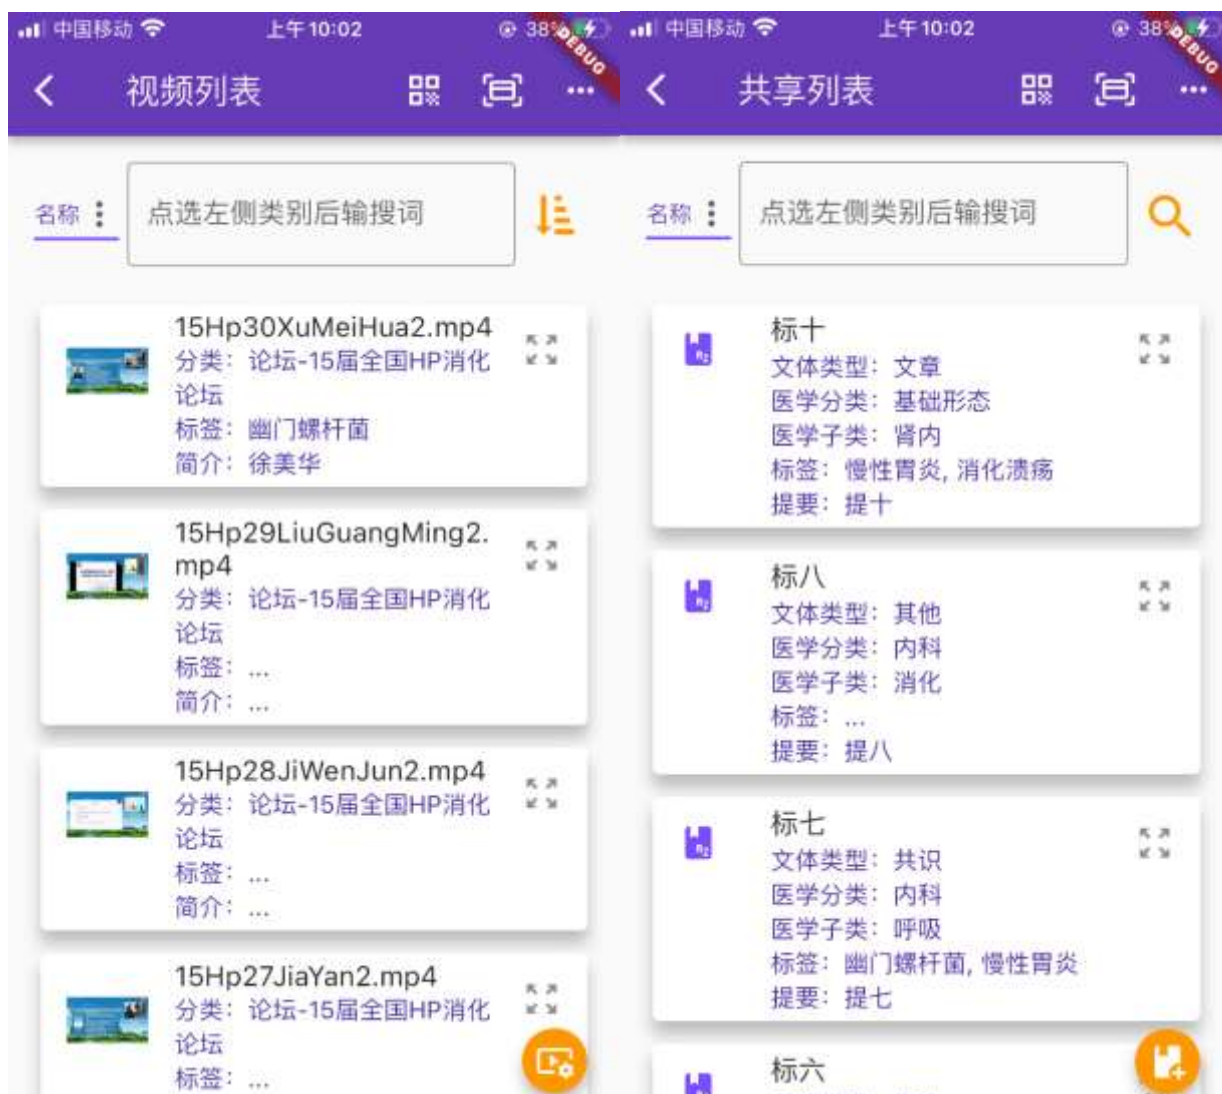 中国移动
上午10:02
38%
DEBUG
视频列表
名称
点选左侧类别后输搜词
15Hp30XuMeiHua2.mp4
分类：论坛-15届全国HP消化
论坛
标签：幽门螺杆菌
简介：徐美华
15Hp29LiuGuangMing2.
mp4
分类：论坛-15届全国HP消化
论坛
标签：...
简介：...
15Hp28JiWenJun2.mp4
分类：论坛-15届全国HP消化
论坛
标签：...
简介：...
15Hp27JiaYan2.mp4
分类：论坛-15届全国HP消化
论坛
标签：...
中国移动
上午10:02
38%
DEBUG
共享列表
名称
点选左侧类别后输搜词
标十
文体类型：文章
医学分类：基础形态
医学子类：肾内
标签：慢性胃炎, 消化溃疡
提要：提十
标八
文体类型：其他
医学分类：内科
医学子类：消化
标签：...
提要：提八
标七
文体类型：共识
医学分类：内科
医学子类：呼吸
标签：幽门螺杆菌, 慢性胃炎
提要：提七
标六